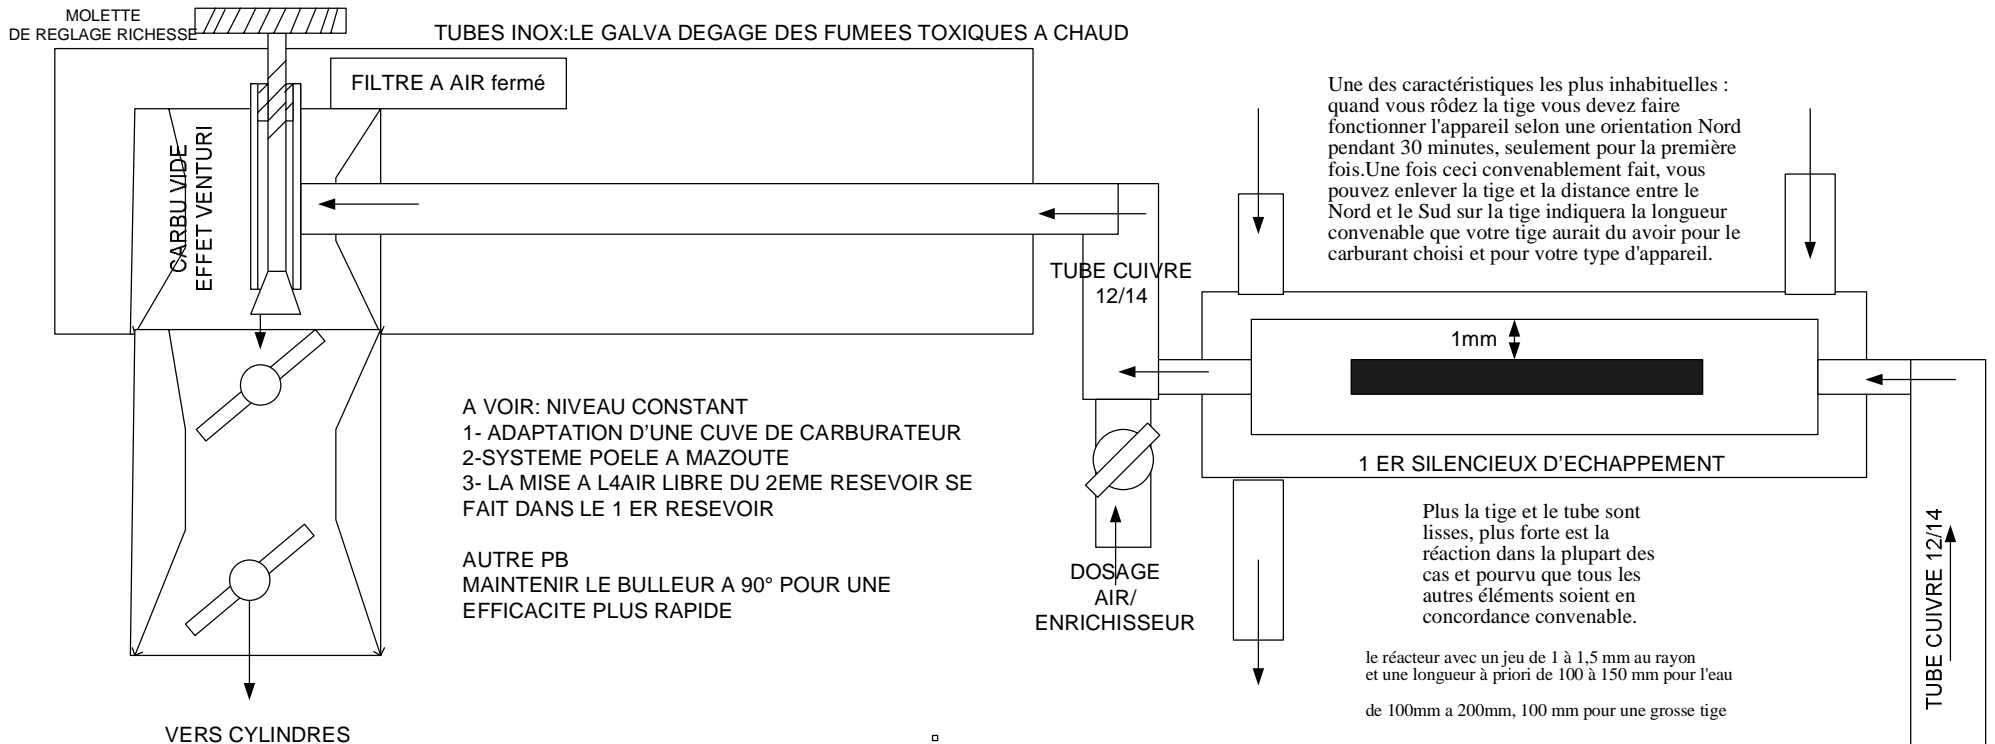 MOLETTE
DE REGLAGE RICHESSE
TUBES INOX:LE GALVA DEGAGE DES FUMEES TOXIQUES A CHAUD
FILTRE A AIR fermé
CARBU VIDE
EFFET VENTURI
Une des caractéristiques les plus inhabituelles :
quand vous rôdez la tige vous devez faire
fonctionner l'appareil selon une orientation Nord
pendant 30 minutes, seulement pour la première
fois.Une fois ceci convenablement fait, vous
pouvez enlever la tige et la distance entre le
Nord et le Sud sur la tige indiquera la longueur
convenable que votre tige aurait du avoir pour le
carburant choisi et pour votre type d'appareil.
TUBE CUIVRE
12/14
1mm
A VOIR: NIVEAU CONSTANT
1- ADAPTATION D'UNE CUVE DE CARBURATEUR
2-SYSTEME POELE A MAZOUTE
3- LA MISE A L4AIR LIBRE DU 2EME RESEVOIR SE
FAIT DANS LE 1 ER RESEVOIR
AUTRE PB
MAINTENIR LE BULLEUR A 90° POUR UNE
EFFICACITE PLUS RAPIDE
1 ER SILENCIEUX D'ECHAPPEMENT
DOSAGE
AIR/
ENRICHISSEUR
Plus la tige et le tube sont
lisses, plus forte est la
réaction dans la plupart des
cas et pourvu que tous les
autres éléments soient en
concordance convenable.
le réacteur avec un jeu de 1 à 1,5 mm au rayon
et une longueur à priori de 100 à 150 mm pour l'eau
de 100mm a 200mm, 100 mm pour une grosse tige
TUBE CUIVRE 12/14
VERS CYLINDRES